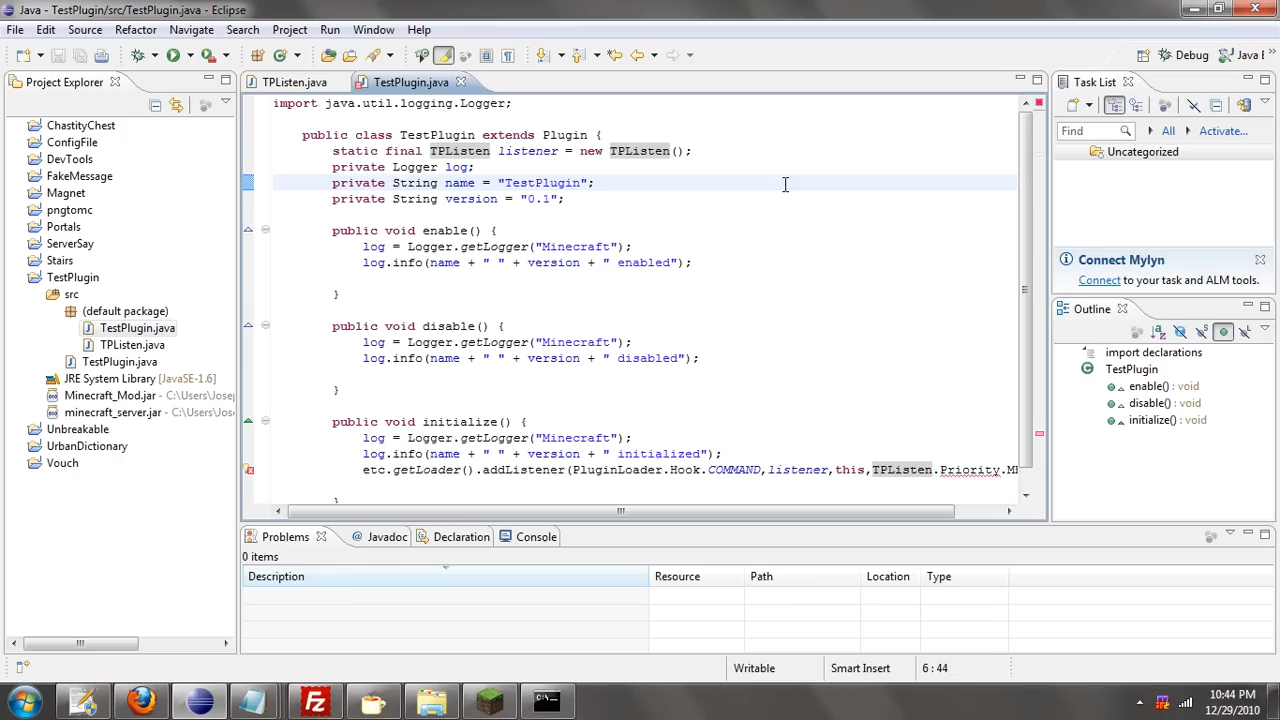 Java - TestPlugin/src/TestPlugin.java - Eclipse
File Edit Source Refactor Navigate Search Project Run Window Help
Debug Java E
Project Explorer
TPListen.java TestPlugin.java
Task List
ChastityChest
ConfigFile
DevTools
FakeMessage
Magnet
pngtomc
Portals
ServerSay
Stairs
TestPlugin
src
(default package)
TestPlugin.java
TPListen.java
TestPlugin.java
JRE System Library [JavaSE-1.6]
Minecraft_Mod.jar - C:\Users\Josep
minecraft_server.jar - C:\Users\Jose
Unbreakable
UrbanDictionary
Vouch
import java.util.logging.Logger;
public class TestPlugin extends Plugin {
static final TPListen listener = new TPListen();
private Logger log;
private String name = "TestPlugin";
private String version = "0.1";
public void enable() {
log = Logger.getLogger("Minecraft");
log.info(name + " " + version + " enabled");
}
public void disable() {
log = Logger.getLogger("Minecraft");
log.info(name + " " + version + " disabled");
}
public void initialize() {
log = Logger.getLogger("Minecraft");
log.info(name + " " + version + " initialized");
etc.getLoader().addListener(PluginLoader.Hook.COMMAND,listener,this,TPListen.Priority.ME
}
Find All Activate...
Uncategorized
Connect Mylyn
Connect to your task and ALM tools.
Outline
import declarations
TestPlugin
enable() : void
disable() : void
initialize() : void
Problems @ Javadoc Declaration Console
0 items
Description Resource Path Location Type
Writable Smart Insert 6 : 44
10:44 PM
12/29/2010